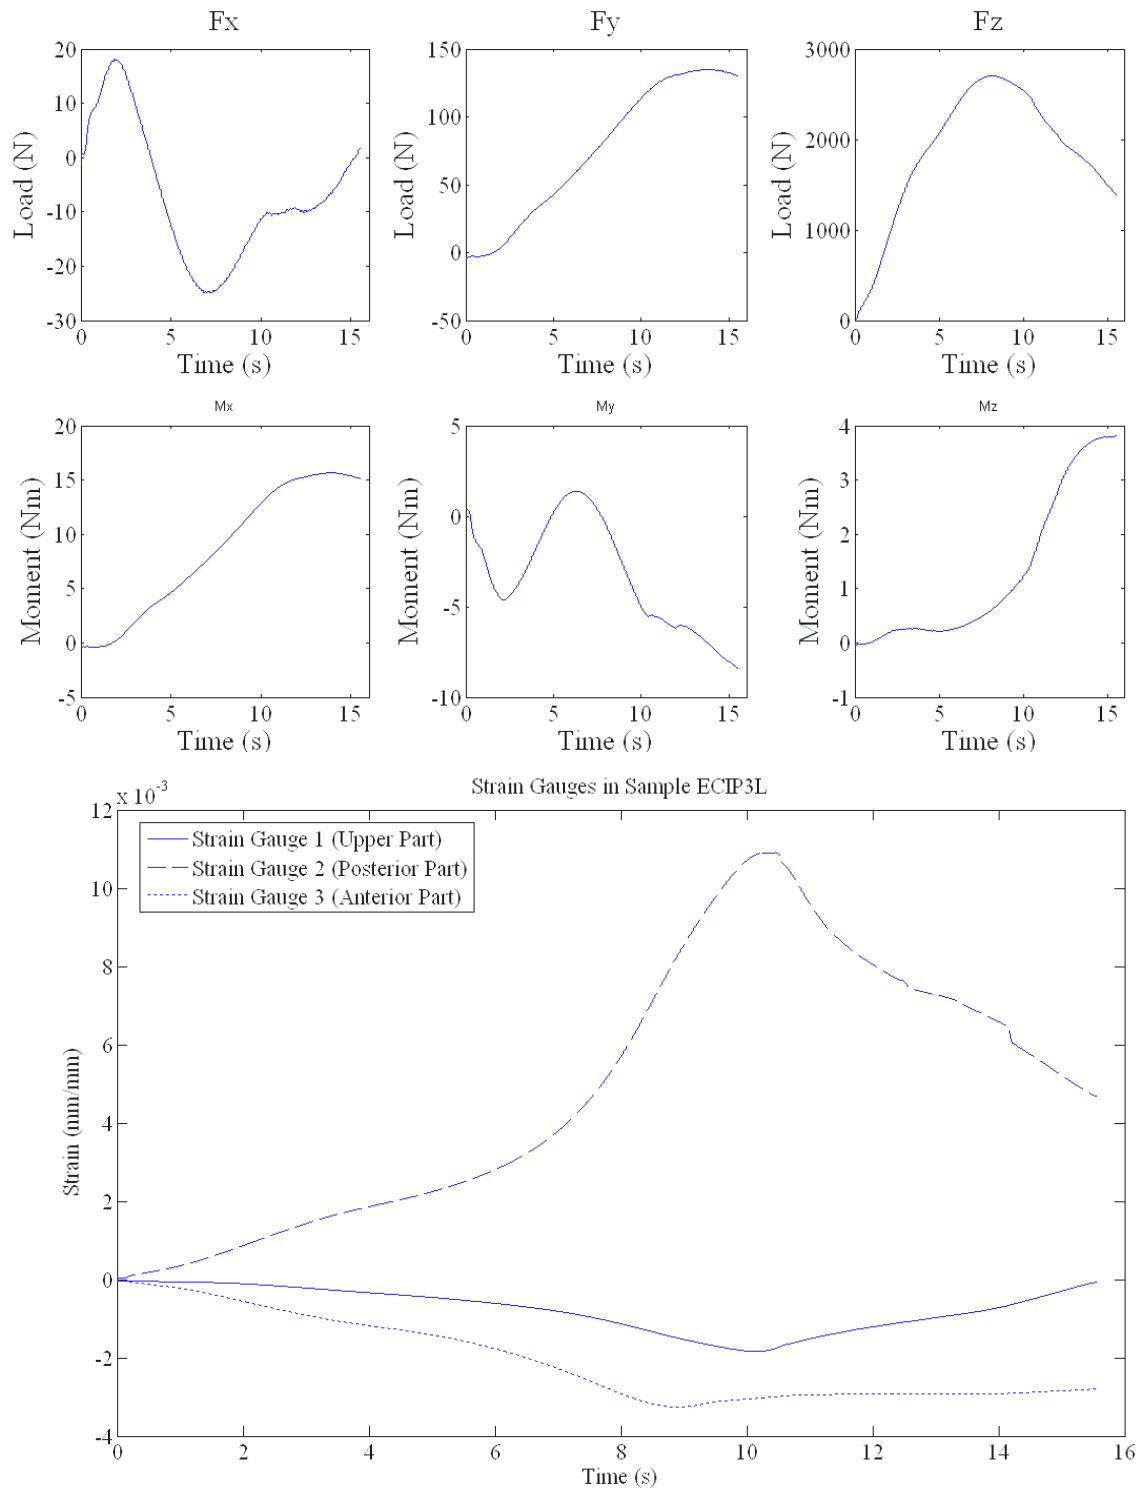 Fx
Fy
Fz
20
10
0
-10
-20
-30
Load (N)
0
5
10
15
Time (s)
150
100
50
0
-50
Load (N)
0
5
10
15
Time (s)
3000
2000
1000
0
Load (N)
0
5
10
15
Time (s)
Mx
My
Mz
20
15
10
5
0
-5
Moment (Nm)
0
5
10
15
Time (s)
5
0
-5
-10
Moment (Nm)
0
5
10
15
Time (s)
4
3
2
1
0
-1
Moment (Nm)
0
5
10
15
Time (s)
Strain Gauges in Sample ECIP3L
x 10⁻³
12
10
8
6
4
2
0
-2
-4
Strain (mm/mm)
Strain Gauge 1 (Upper Part)
Strain Gauge 2 (Posterior Part)
Strain Gauge 3 (Anterior Part)
0
2
4
6
8
10
12
14
16
Time (s)